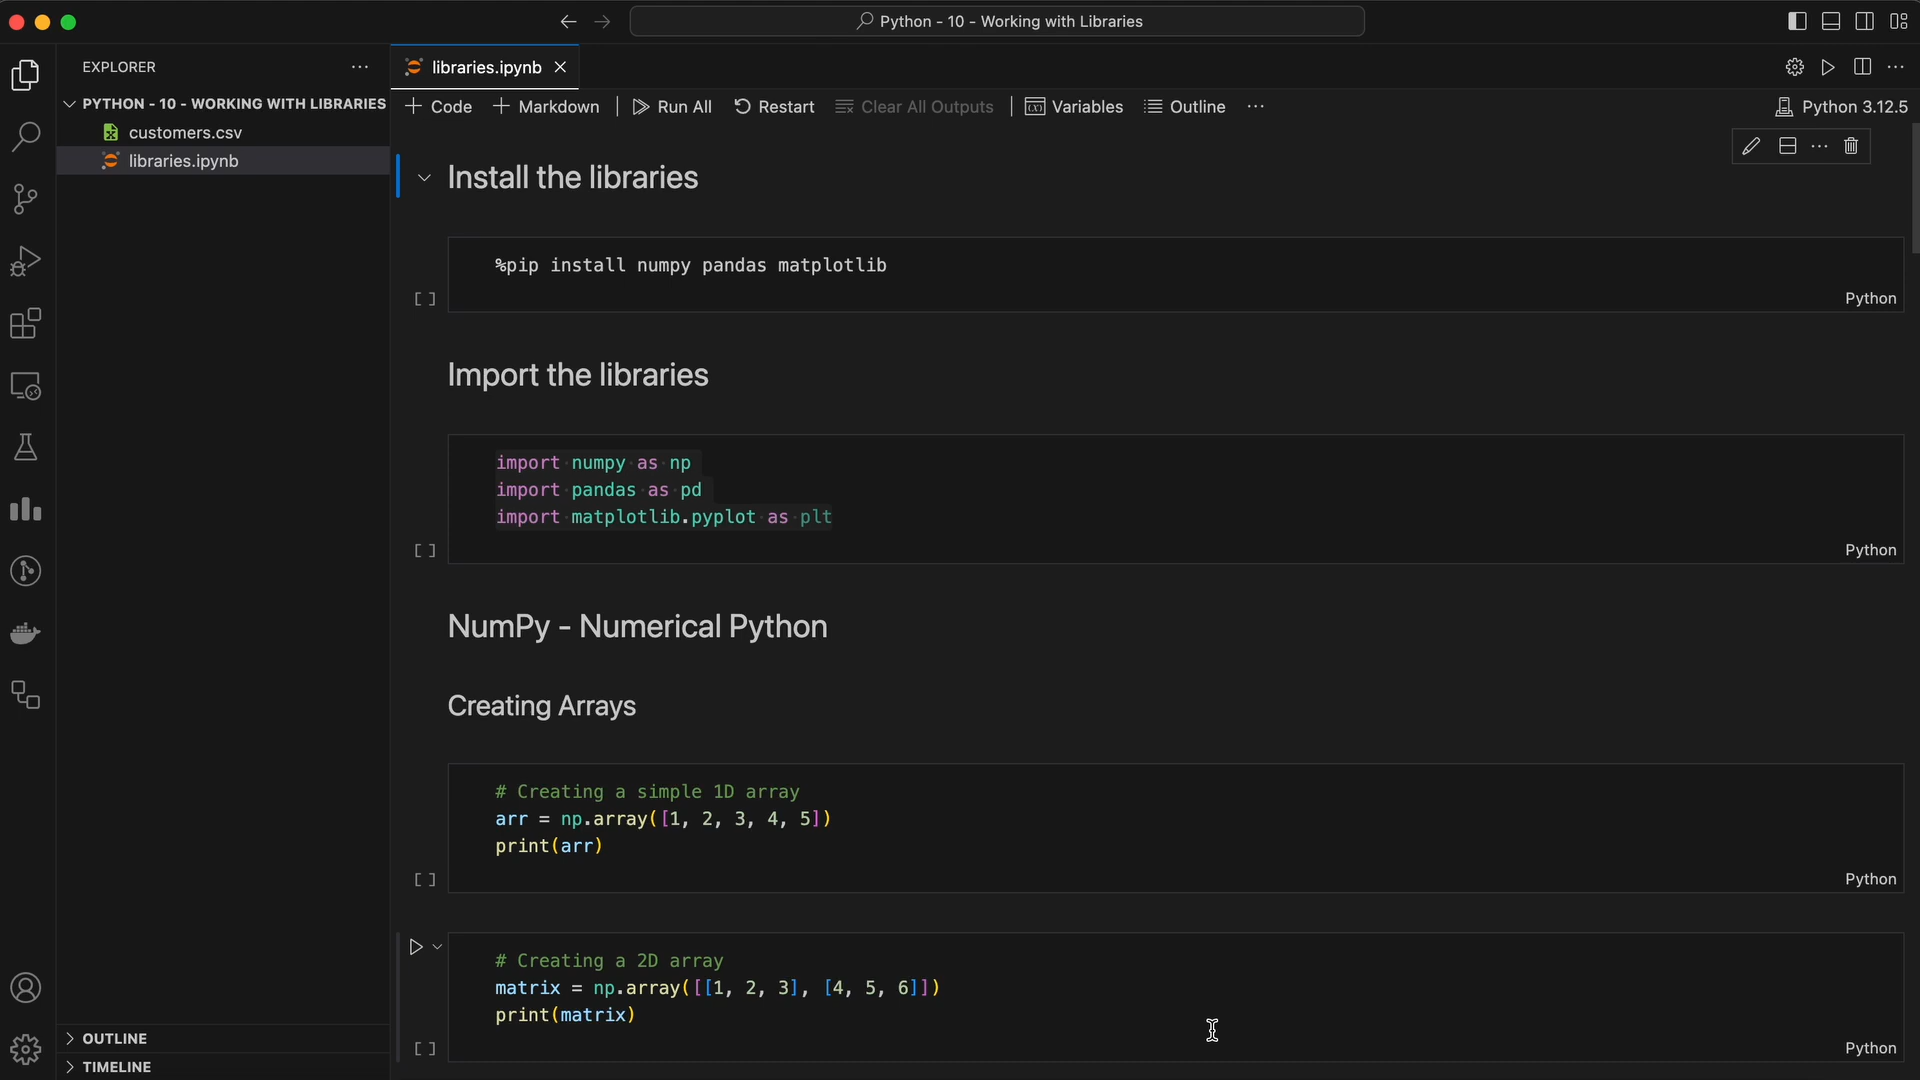 Python - 10 - Working with Libraries
EXPLORER
PYTHON - 10 - WORKING WITH LIBRARIES
customers.csv
libraries.ipynb
libraries.ipynb
Code
Markdown
Run All
Restart
Clear All Outputs
Variables
Outline
Python 3.12.5
Install the libraries
%pip install numpy pandas matplotlib
[ ]
Python
Import the libraries
import numpy as np
import pandas as pd
import matplotlib.pyplot as plt
[ ]
Python
NumPy - Numerical Python
Creating Arrays
# Creating a simple 1D array
arr = np.array([1, 2, 3, 4, 5])
print(arr)
[ ]
Python
# Creating a 2D array
matrix = np.array([[1, 2, 3], [4, 5, 6]])
print(matrix)
[ ]
Python
OUTLINE
TIMELINE